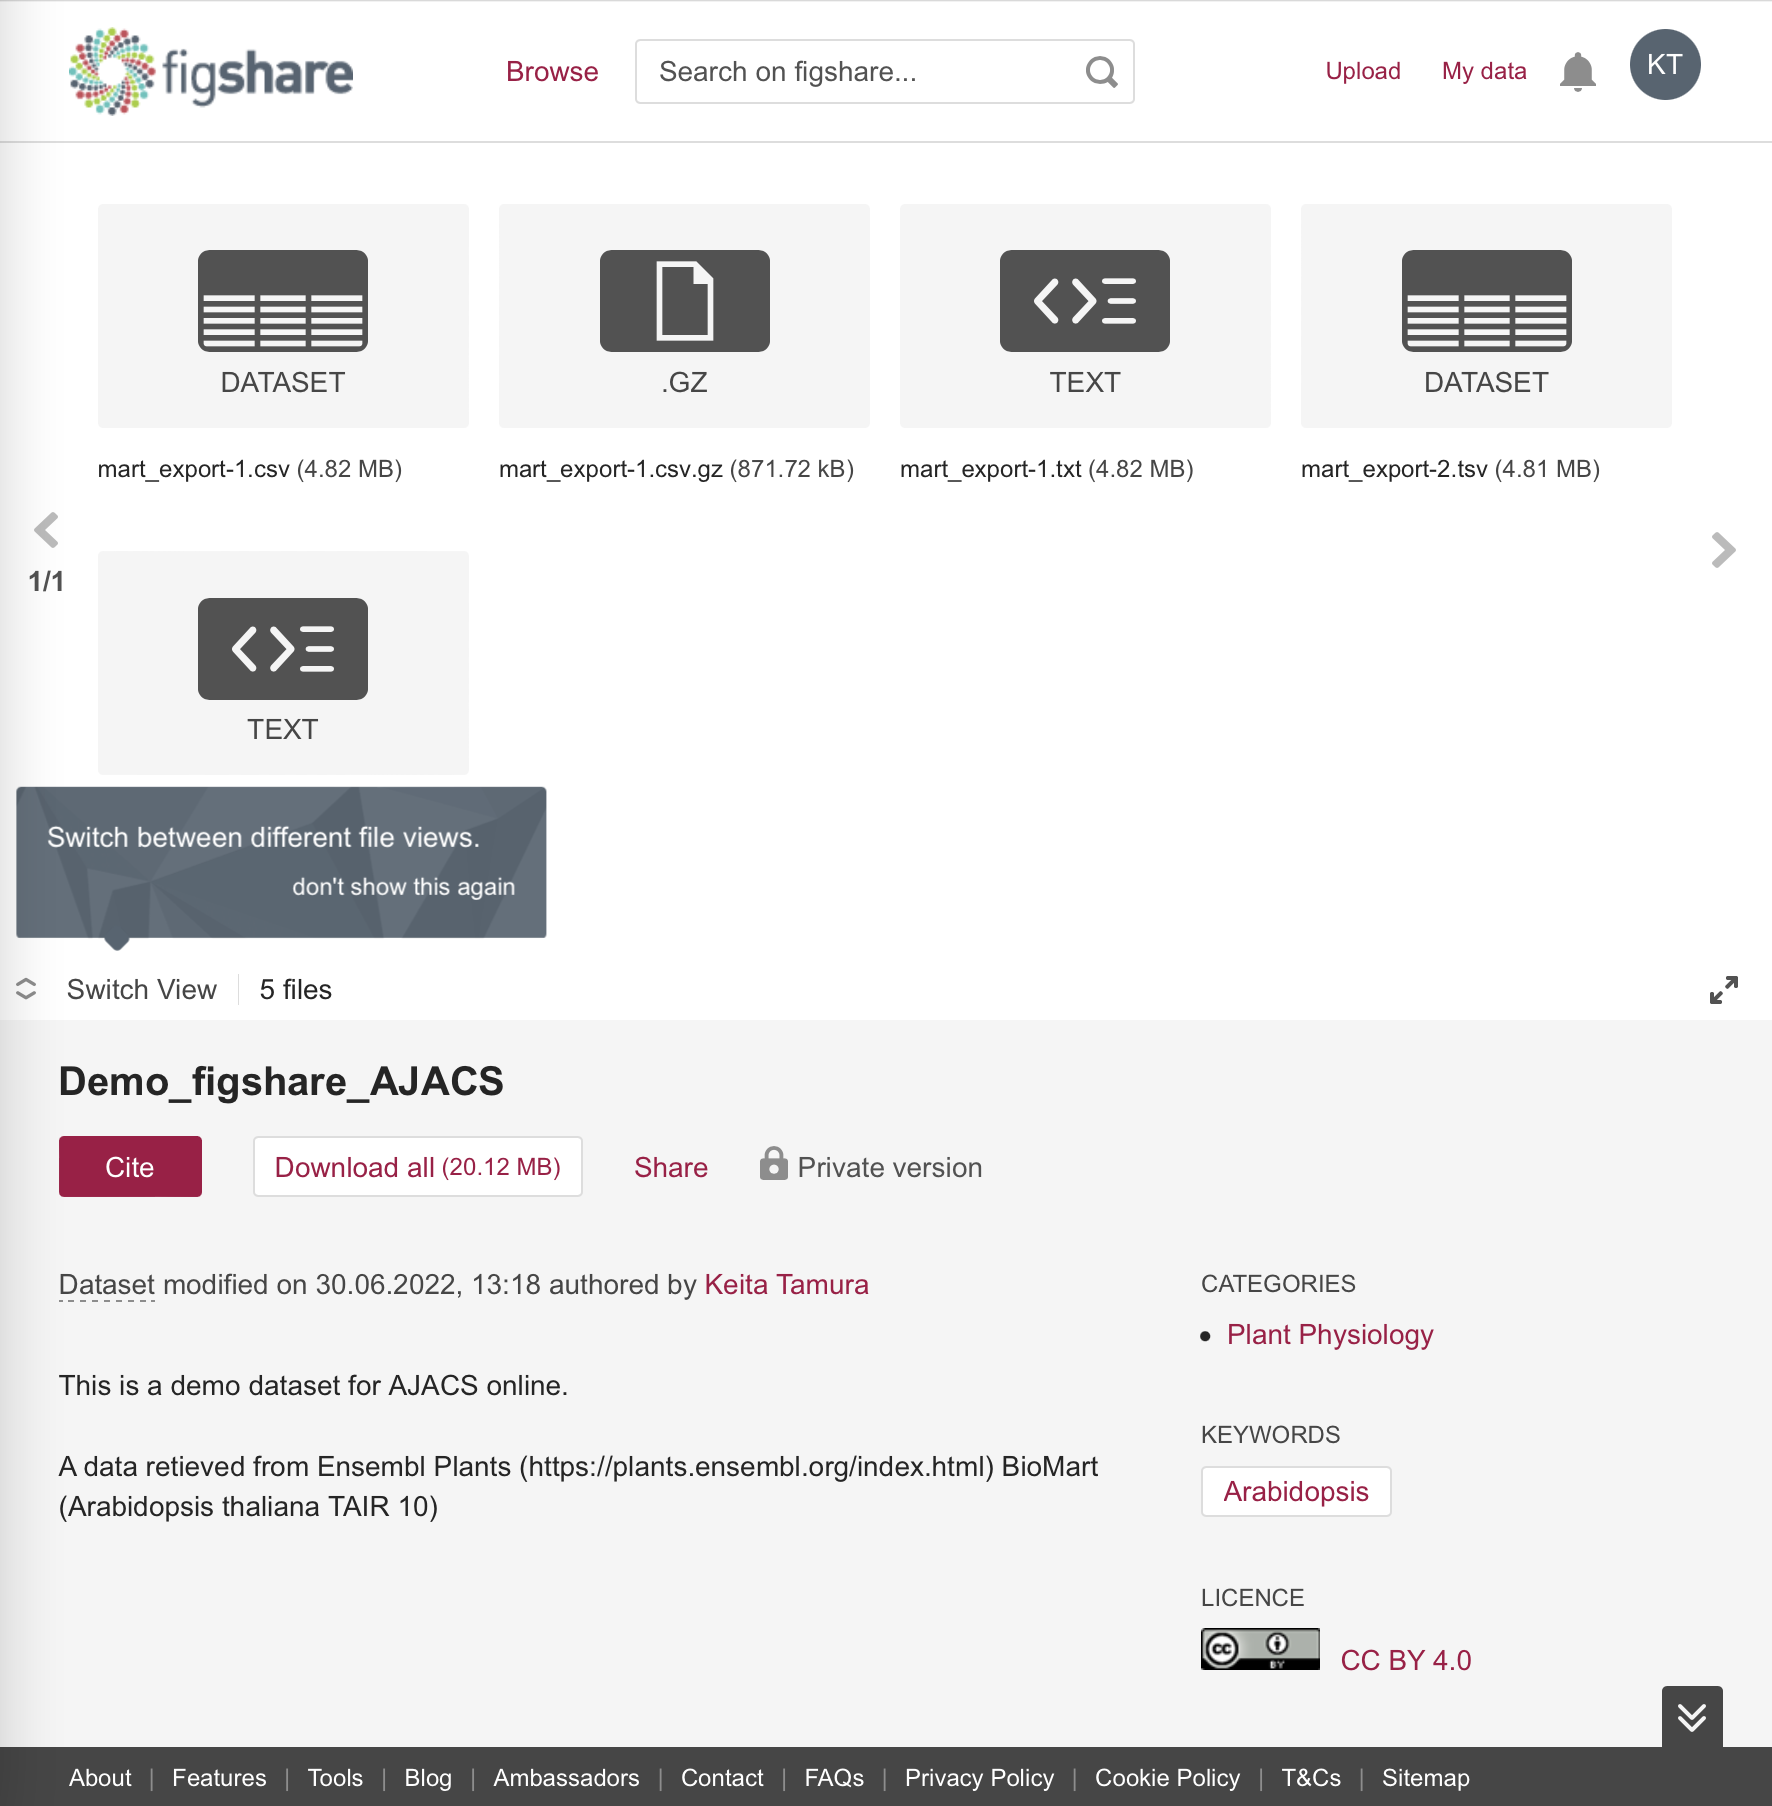 figshare
Browse
Search on figshare...
Upload
My data
KT
DATASET
.GZ
TEXT
DATASET
mart_export-1.csv (4.82 MB)
mart_export-1.csv.gz (871.72 kB)
mart_export-1.txt (4.82 MB)
mart_export-2.tsv (4.81 MB)
1/1
TEXT
Switch between different file views.
don't show this again
Switch View
5 files
Demo_figshare_AJACS
Cite
Download all (20.12 MB)
Share
Private version
Dataset modified on 30.06.2022, 13:18 authored by Keita Tamura
This is a demo dataset for AJACS online.
A data retieved from Ensembl Plants (https://plants.ensembl.org/index.html) BioMart
(Arabidopsis thaliana TAIR 10)
CATEGORIES
• Plant Physiology
KEYWORDS
Arabidopsis
LICENCE
cc BY
CC BY 4.0
About | Features | Tools | Blog | Ambassadors | Contact | FAQs | Privacy Policy | Cookie Policy | T&Cs | Sitemap